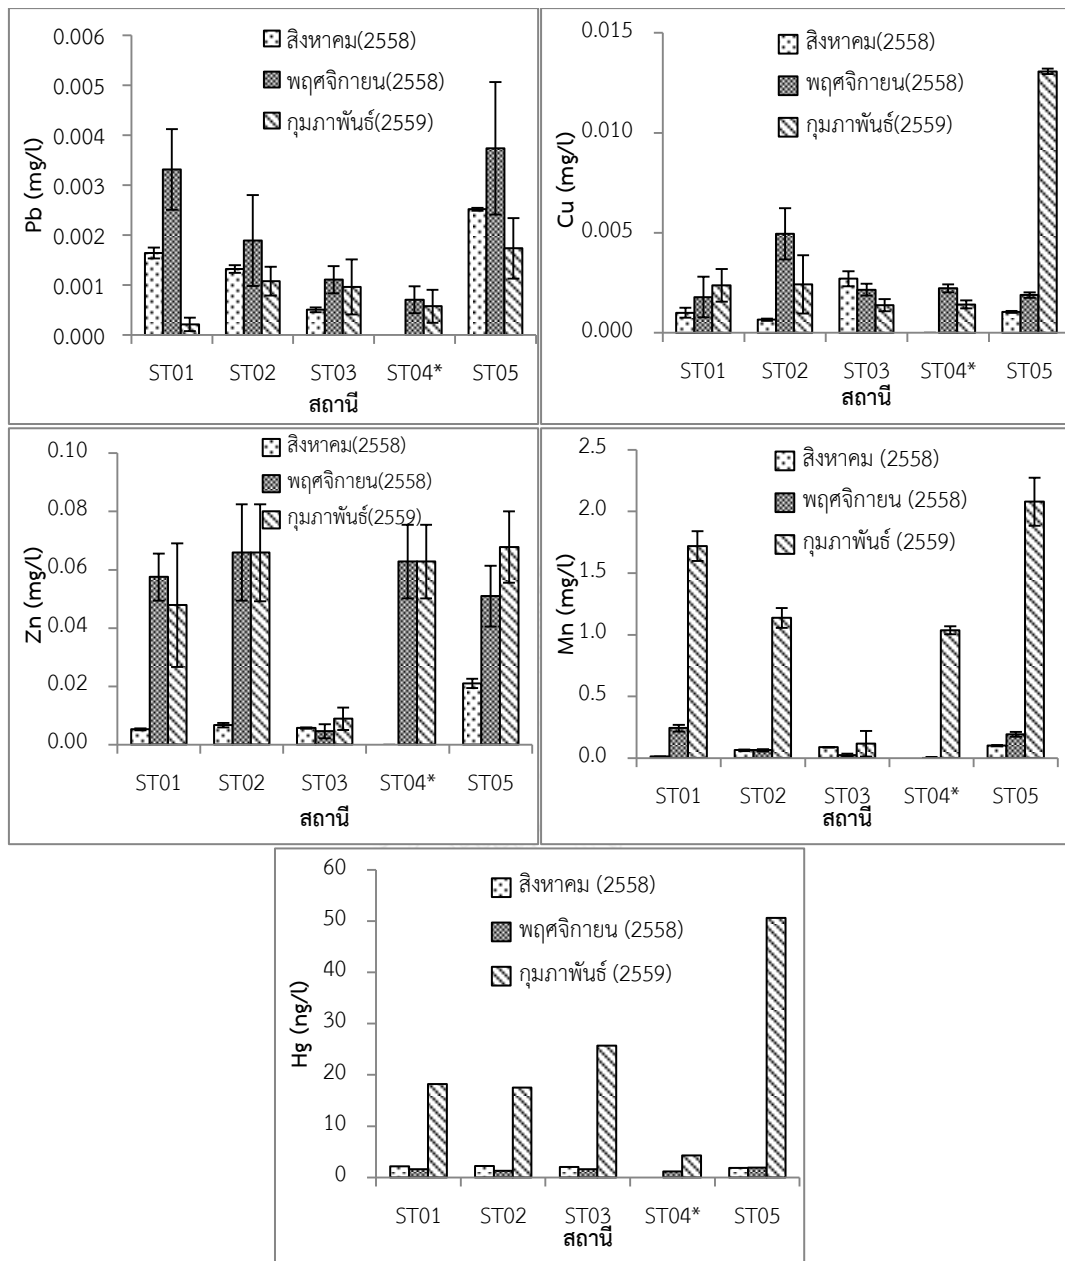 Pb (mg/l)
0.006
0.005
0.004
0.003
0.002
0.001
0.000
สิงหาคม(2558)
พฤศจิกายน(2558)
กุมภาพันธ์(2559)
ST01 ST02 ST03 ST04* ST05
สถานี
Cu (mg/l)
0.015
0.010
0.005
0.000
สิงหาคม(2558)
พฤศจิกายน(2558)
กุมภาพันธ์(2559)
ST01 ST02 ST03 ST04* ST05
สถานี
Zn (mg/l)
0.10
0.08
0.06
0.04
0.02
0.00
สิงหาคม(2558)
พฤศจิกายน(2558)
กุมภาพันธ์(2559)
ST01 ST02 ST03 ST04* ST05
สถานี
Mn (mg/l)
2.5
2.0
1.5
1.0
0.5
0.0
สิงหาคม (2558)
พฤศจิกายน (2558)
กุมภาพันธ์ (2559)
ST01 ST02 ST03 ST04* ST05
สถานี
Hg (ng/l)
60
50
40
30
20
10
0
สิงหาคม (2558)
พฤศจิกายน (2558)
กุมภาพันธ์ (2559)
ST01 ST02 ST03 ST04* ST05
สถานี